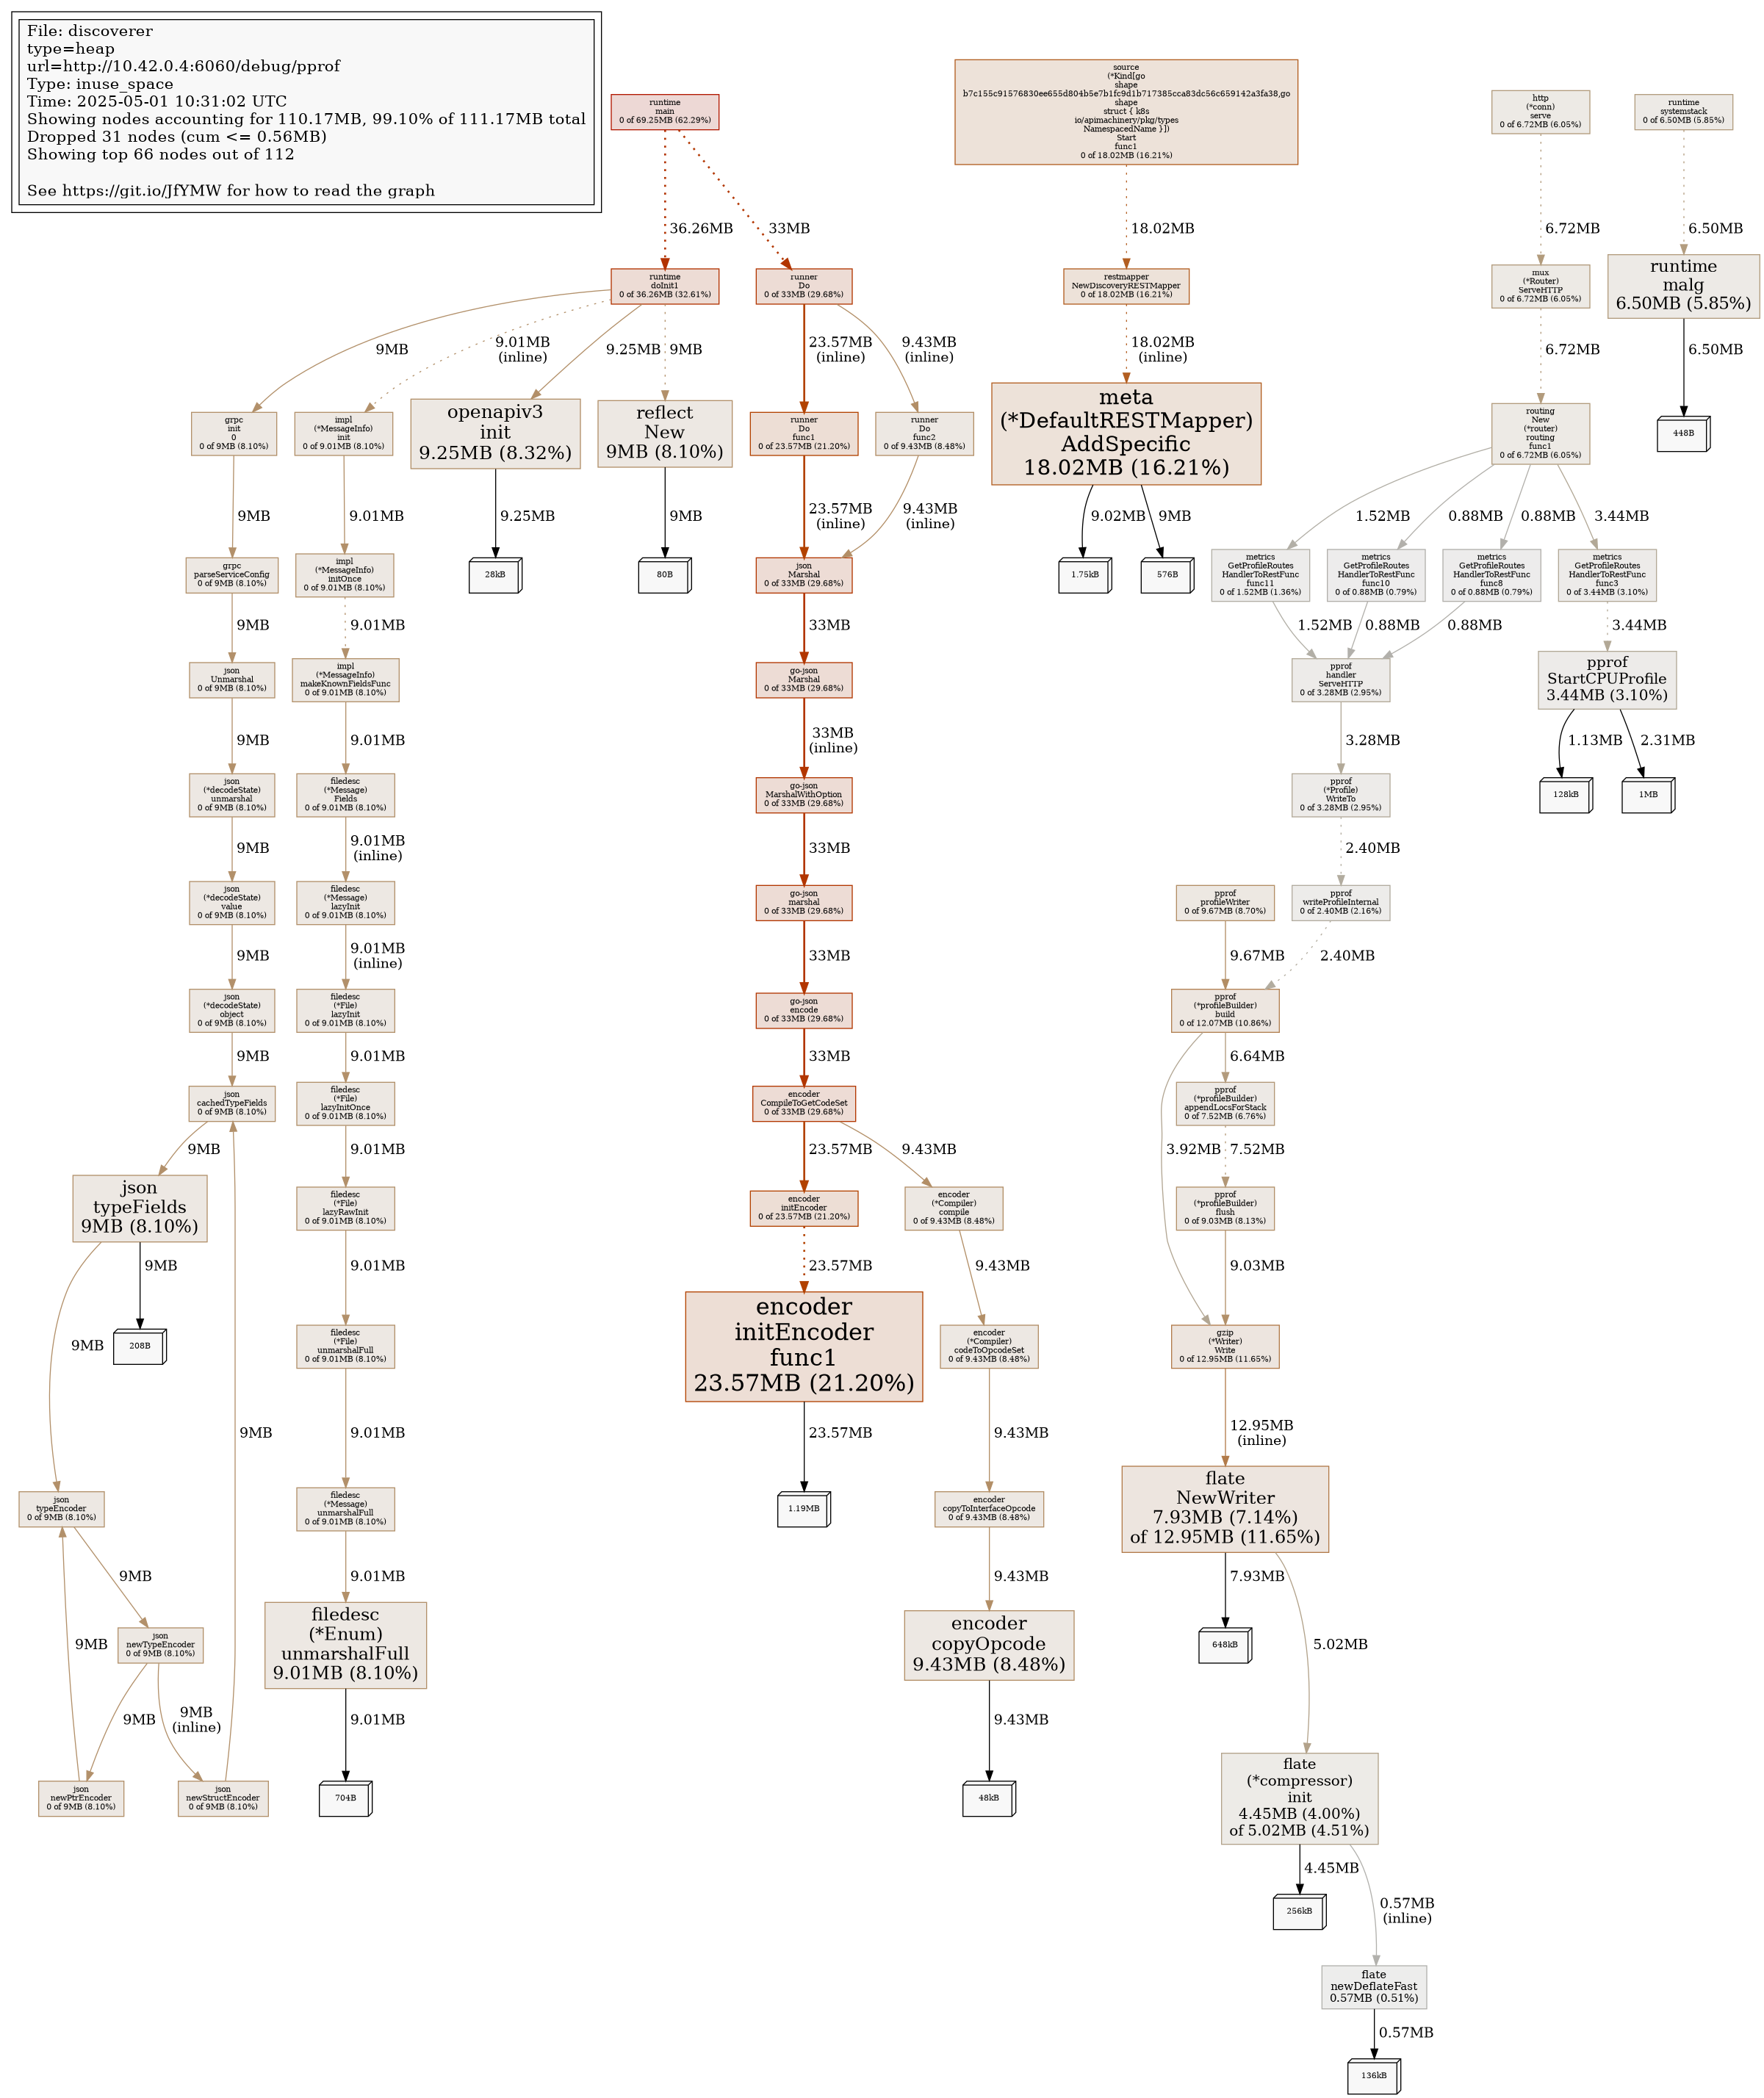 File: discoverer
type=heap
url=http://10.42.0.4:6060/debug/pprof
Type: inuse_space
Time: 2025-05-01 10:31:02 UTC
Showing nodes accounting for 110.17MB, 99.10% of 111.17MB total
Dropped 31 nodes (cum <= 0.56MB)
Showing top 66 nodes out of 112
See https://git.io/JfYMW for how to read the graph
runtime
main
0 of 69.25MB (62.29%)
source
(*Kind[go
shape
b7c155c91576830ee655d804b5e7b1fc9d1b717385cca83dc56c659142a3fa38,go
shape
struct { k8s
io/apimachinery/pkg/types
NamespacedName }])
Start
func1
0 of 18.02MB (16.21%)
http
(*conn)
serve
0 of 6.72MB (6.05%)
runtime
systemstack
0 of 6.50MB (5.85%)
36.26MB
33MB
18.02MB
6.72MB
6.50MB
runtime
doInit1
0 of 36.26MB (32.61%)
runner
Do
0 of 33MB (29.68%)
restmapper
NewDiscoveryRESTMapper
0 of 18.02MB (16.21%)
mux
(*Router)
ServeHTTP
0 of 6.72MB (6.05%)
runtime
malg
6.50MB (5.85%)
9MB
9.01MB
(inline)
9.25MB
9MB
23.57MB
(inline)
9.43MB
(inline)
18.02MB
(inline)
6.72MB
6.50MB
grpc
init
0
0 of 9MB (8.10%)
impl
(*MessageInfo)
init
0 of 9.01MB (8.10%)
openapiv3
init
9.25MB (8.32%)
reflect
New
9MB (8.10%)
runner
Do
func1
0 of 23.57MB (21.20%)
runner
Do
func2
0 of 9.43MB (8.48%)
meta
(*DefaultRESTMapper)
AddSpecific
18.02MB (16.21%)
routing
New
(*router)
routing
func1
0 of 6.72MB (6.05%)
448B
9MB
9.01MB
9.25MB
9MB
23.57MB
(inline)
9.43MB
(inline)
9.02MB
9MB
1.52MB
0.88MB
0.88MB
3.44MB
grpc
parseServiceConfig
0 of 9MB (8.10%)
impl
(*MessageInfo)
initOnce
0 of 9.01MB (8.10%)
28kB
80B
json
Marshal
0 of 33MB (29.68%)
1.75kB
576B
metrics
GetProfileRoutes
HandlerToRestFunc
func11
0 of 1.52MB (1.36%)
metrics
GetProfileRoutes
HandlerToRestFunc
func10
0 of 0.88MB (0.79%)
metrics
GetProfileRoutes
HandlerToRestFunc
func8
0 of 0.88MB (0.79%)
metrics
GetProfileRoutes
HandlerToRestFunc
func3
0 of 3.44MB (3.10%)
9MB
9.01MB
33MB
1.52MB
0.88MB
0.88MB
3.44MB
json
Unmarshal
0 of 9MB (8.10%)
impl
(*MessageInfo)
makeKnownFieldsFunc
0 of 9.01MB (8.10%)
go-json
Marshal
0 of 33MB (29.68%)
pprof
handler
ServeHTTP
0 of 3.28MB (2.95%)
pprof
StartCPUProfile
3.44MB (3.10%)
9MB
9.01MB
33MB
(inline)
3.28MB
1.13MB
2.31MB
json
(*decodeState)
unmarshal
0 of 9MB (8.10%)
filedesc
(*Message)
Fields
0 of 9.01MB (8.10%)
go-json
MarshalWithOption
0 of 33MB (29.68%)
pprof
(*Profile)
WriteTo
0 of 3.28MB (2.95%)
128kB
1MB
9MB
9.01MB
(inline)
33MB
2.40MB
json
(*decodeState)
value
0 of 9MB (8.10%)
filedesc
(*Message)
lazyInit
0 of 9.01MB (8.10%)
go-json
marshal
0 of 33MB (29.68%)
pprof
profileWriter
0 of 9.67MB (8.70%)
pprof
writeProfileInternal
0 of 2.40MB (2.16%)
9MB
9.01MB
(inline)
33MB
9.67MB
2.40MB
json
(*decodeState)
object
0 of 9MB (8.10%)
filedesc
(*File)
lazyInit
0 of 9.01MB (8.10%)
go-json
encode
0 of 33MB (29.68%)
pprof
(*profileBuilder)
build
0 of 12.07MB (10.86%)
9MB
9.01MB
33MB
6.64MB
json
cachedTypeFields
0 of 9MB (8.10%)
filedesc
(*File)
lazyInitOnce
0 of 9.01MB (8.10%)
encoder
CompileToGetCodeSet
0 of 33MB (29.68%)
pprof
(*profileBuilder)
appendLocsForStack
0 of 7.52MB (6.76%)
9MB
9.01MB
23.57MB
9.43MB
3.92MB
7.52MB
json
typeFields
9MB (8.10%)
filedesc
(*File)
lazyRawInit
0 of 9.01MB (8.10%)
encoder
initEncoder
0 of 23.57MB (21.20%)
encoder
(*Compiler)
compile
0 of 9.43MB (8.48%)
pprof
(*profileBuilder)
flush
0 of 9.03MB (8.13%)
9MB
9.01MB
23.57MB
9.43MB
9.03MB
9MB
208B
filedesc
(*File)
unmarshalFull
0 of 9.01MB (8.10%)
encoder
initEncoder
func1
23.57MB (21.20%)
encoder
(*Compiler)
codeToOpcodeSet
0 of 9.43MB (8.48%)
gzip
(*Writer)
Write
0 of 12.95MB (11.65%)
9MB
9.01MB
23.57MB
9.43MB
12.95MB
(inline)
json
typeEncoder
0 of 9MB (8.10%)
filedesc
(*Message)
unmarshalFull
0 of 9.01MB (8.10%)
1.19MB
encoder
copyToInterfaceOpcode
0 of 9.43MB (8.48%)
flate
NewWriter
7.93MB (7.14%)
of 12.95MB (11.65%)
9MB
9.01MB
9.43MB
7.93MB
json
newTypeEncoder
0 of 9MB (8.10%)
9MB
filedesc
(*Enum)
unmarshalFull
9.01MB (8.10%)
encoder
copyOpcode
9.43MB (8.48%)
648kB
5.02MB
9MB
9MB
(inline)
9.01MB
9.43MB
json
newPtrEncoder
0 of 9MB (8.10%)
json
newStructEncoder
0 of 9MB (8.10%)
704B
48kB
flate
(*compressor)
init
4.45MB (4.00%)
of 5.02MB (4.51%)
4.45MB
256kB
0.57MB
(inline)
flate
newDeflateFast
0.57MB (0.51%)
0.57MB
136kB